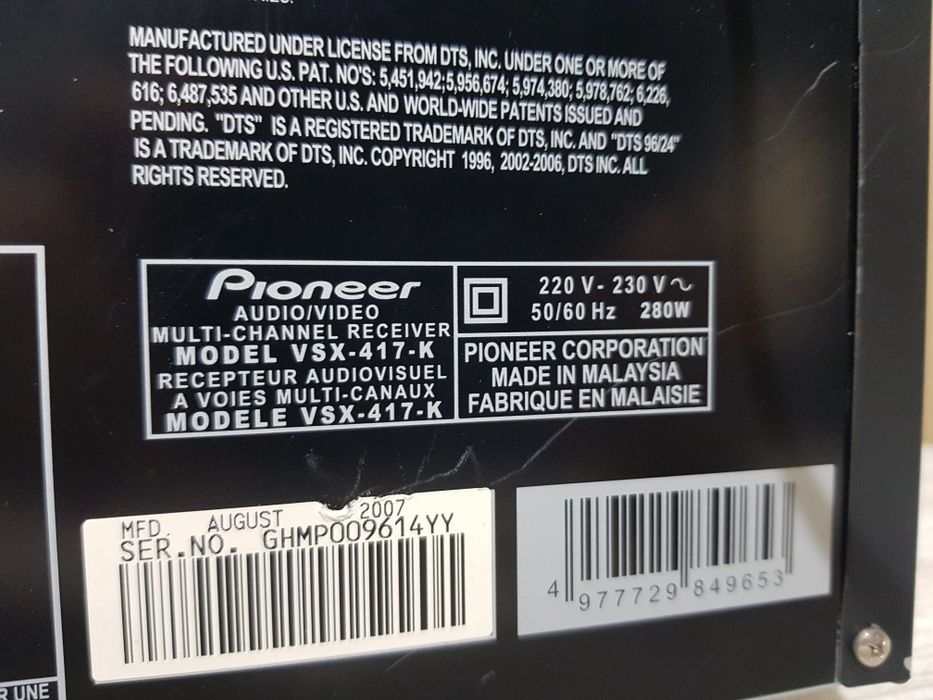 MANUFACTURED UNDER LICENSE FROM DTS, INC. UNDER ONE OR MORE OF
THE FOLLOWING U.S. PAT. NO'S: 5,451,942;5,956,674; 5,974,380; 5,978,762; 6,226,
616; 6,487,535 AND OTHER U.S. AND WORLD-WIDE PATENTS ISSUED AND
PENDING. "DTS" IS A REGISTERED TRADEMARK OF DTS, INC. AND "DTS 96/24"
IS A TRADEMARK OF DTS, INC. COPYRIGHT 1996, 2002-2006, DTS INC. ALL
RIGHTS RESERVED.
Pioneer
AUDIO/VIDEO
MULTI-CHANNEL RECEIVER
MODEL VSX-417-K
RECEPTEUR AUDIOVISUEL
A VOIES MULTI-CANAUX
MODELE VSX-417-K
220 V - 230 V ~
50/60 Hz 280W
PIONEER CORPORATION
MADE IN MALAYSIA
FABRIQUE EN MALAISIE
MFD. AUGUST 2007
SER.NO. GHMP009614YY
4 977729 849653
UNE